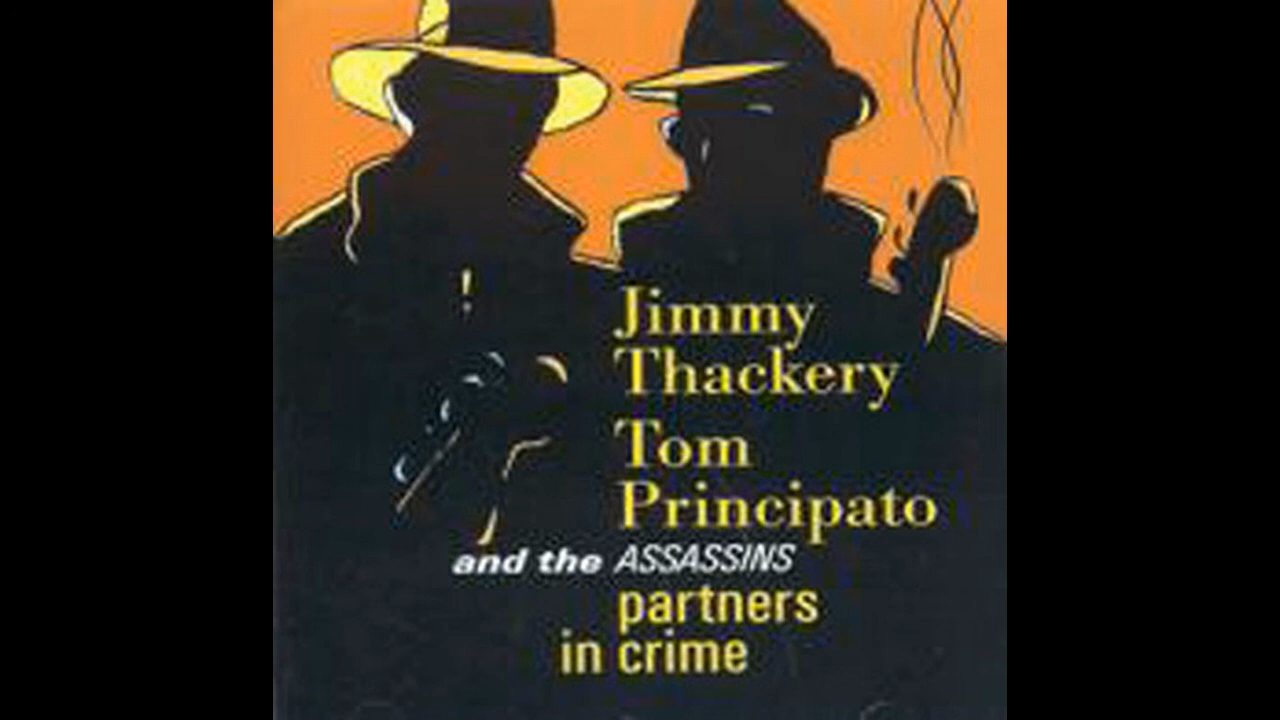 Jimmy
Thackery
Tom
Principato
and the ASSASSINS
partners
in crime